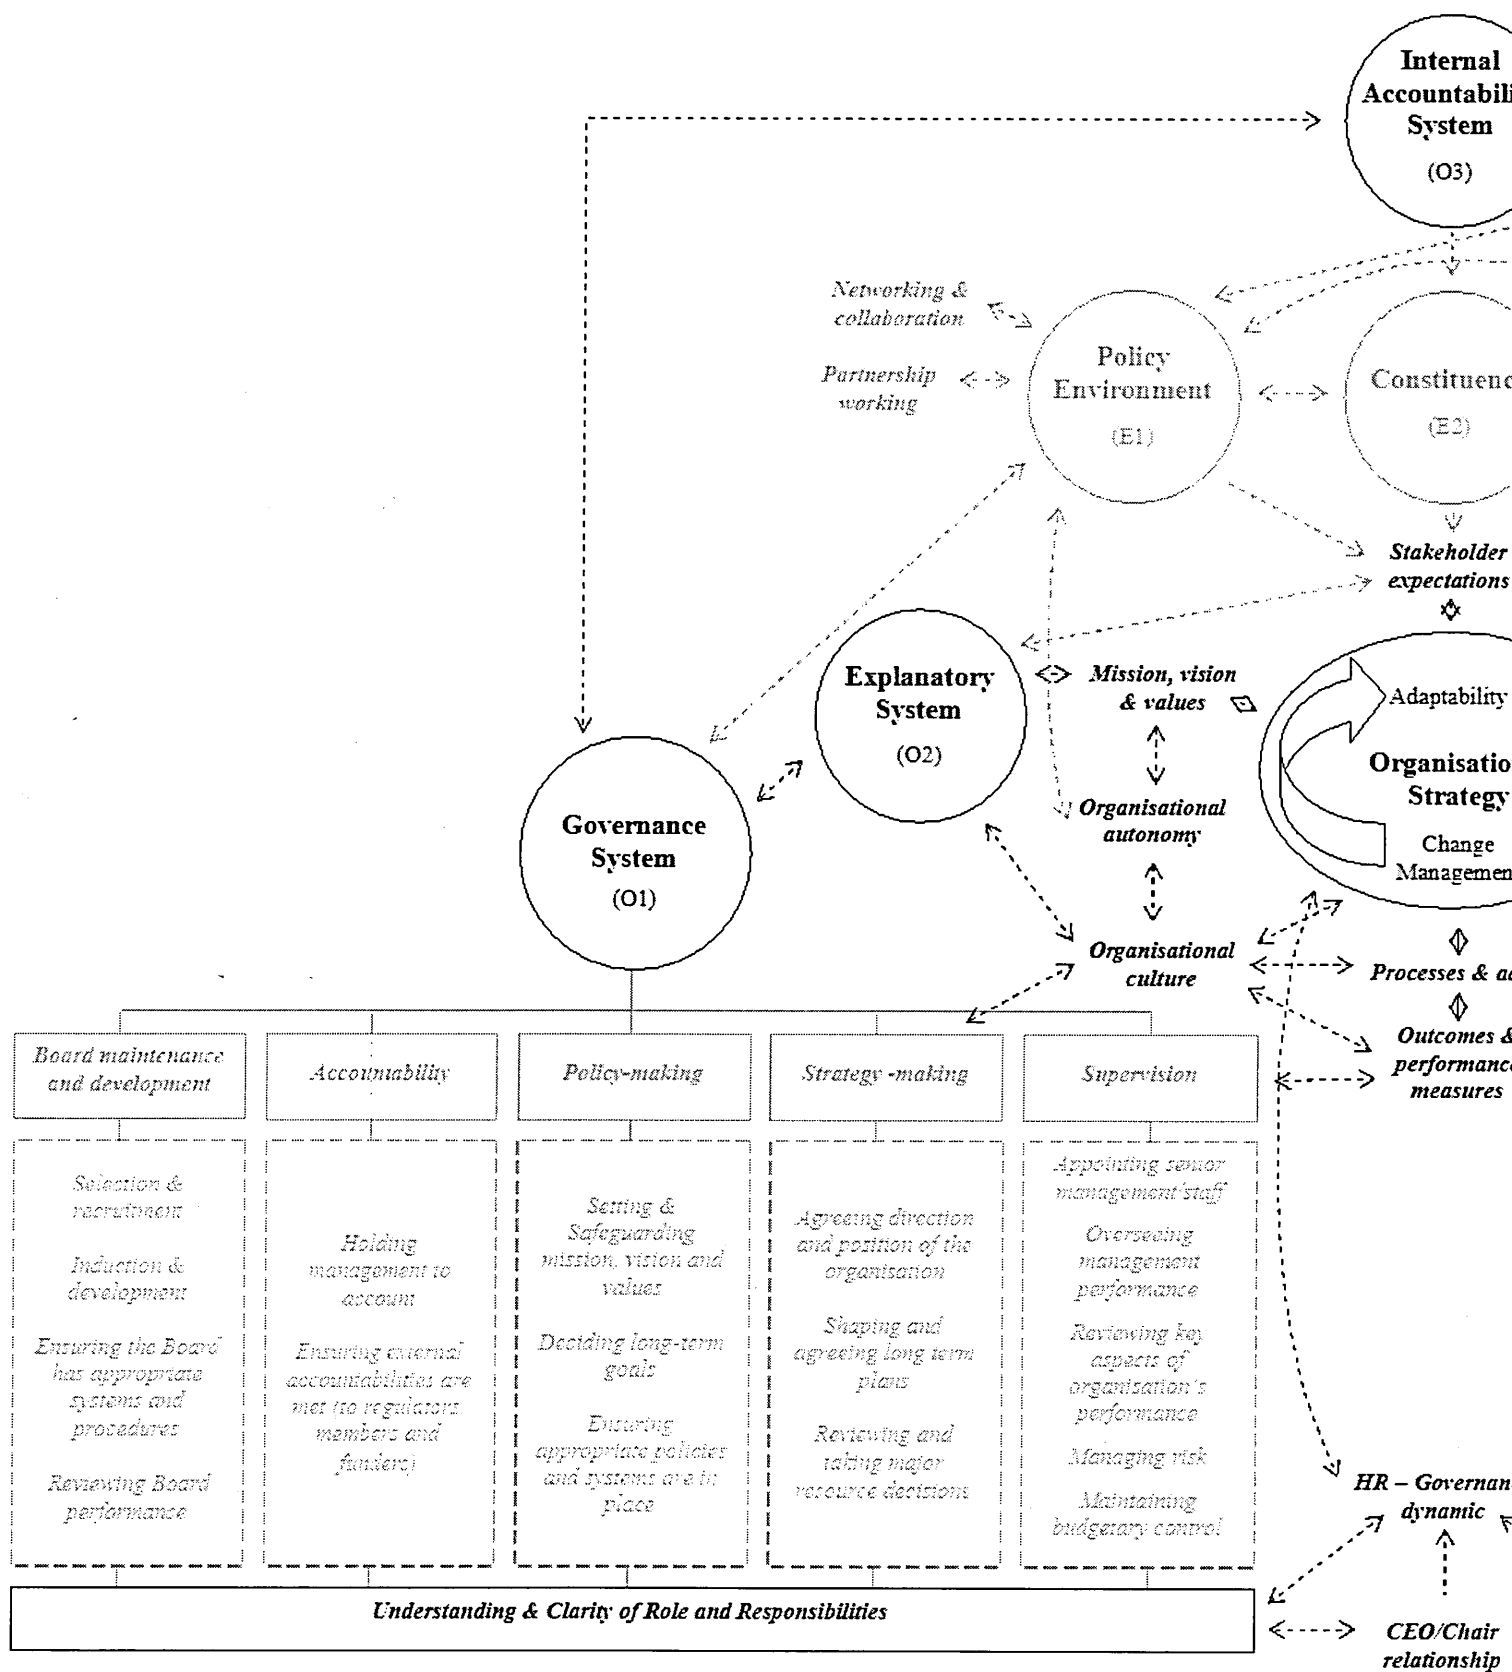 Internal
Accountabili
System
(O3)
Networking &
collaboration
Partnership
working
Policy
Environment
(E1)
Constituenc
(E2)
Stakeholder
expectations
Explanatory
System
(O2)
Mission, vision
& values
Adaptability
Organisatio
Strategy
Change
Managemen
Organisational
autonomy
Governance
System
(O1)
Organisational
culture
Processes & ac
Outcomes &
performance
measures
Board maintenance
and development
Accountability
Policy-making
Strategy -making
Supervision
Selection &
recruitment
Induction &
development
Ensuring the Board
has appropriate
systems and
procedures
Reviewing Board
performance
Holding
management to
account
Ensuring external
accountabilities are
met (to regulators
members and
funders)
Setting &
Safeguarding
mission, vision and
values
Deciding long-term
goals
Ensuring
appropriate policies
and systems are in
place
Agreeing direction
and position of the
organisation
Shaping and
agreeing long term
plans
Reviewing and
taking major
resource decisions
Appointing senior
management/staff
Overseeing
management
performance
Reviewing key
aspects of
organisation's
performance
Managing risk
Maintaining
budgetary control
HR – Governan
dynamic
Understanding & Clarity of Role and Responsibilities
CEO/Chair
relationship